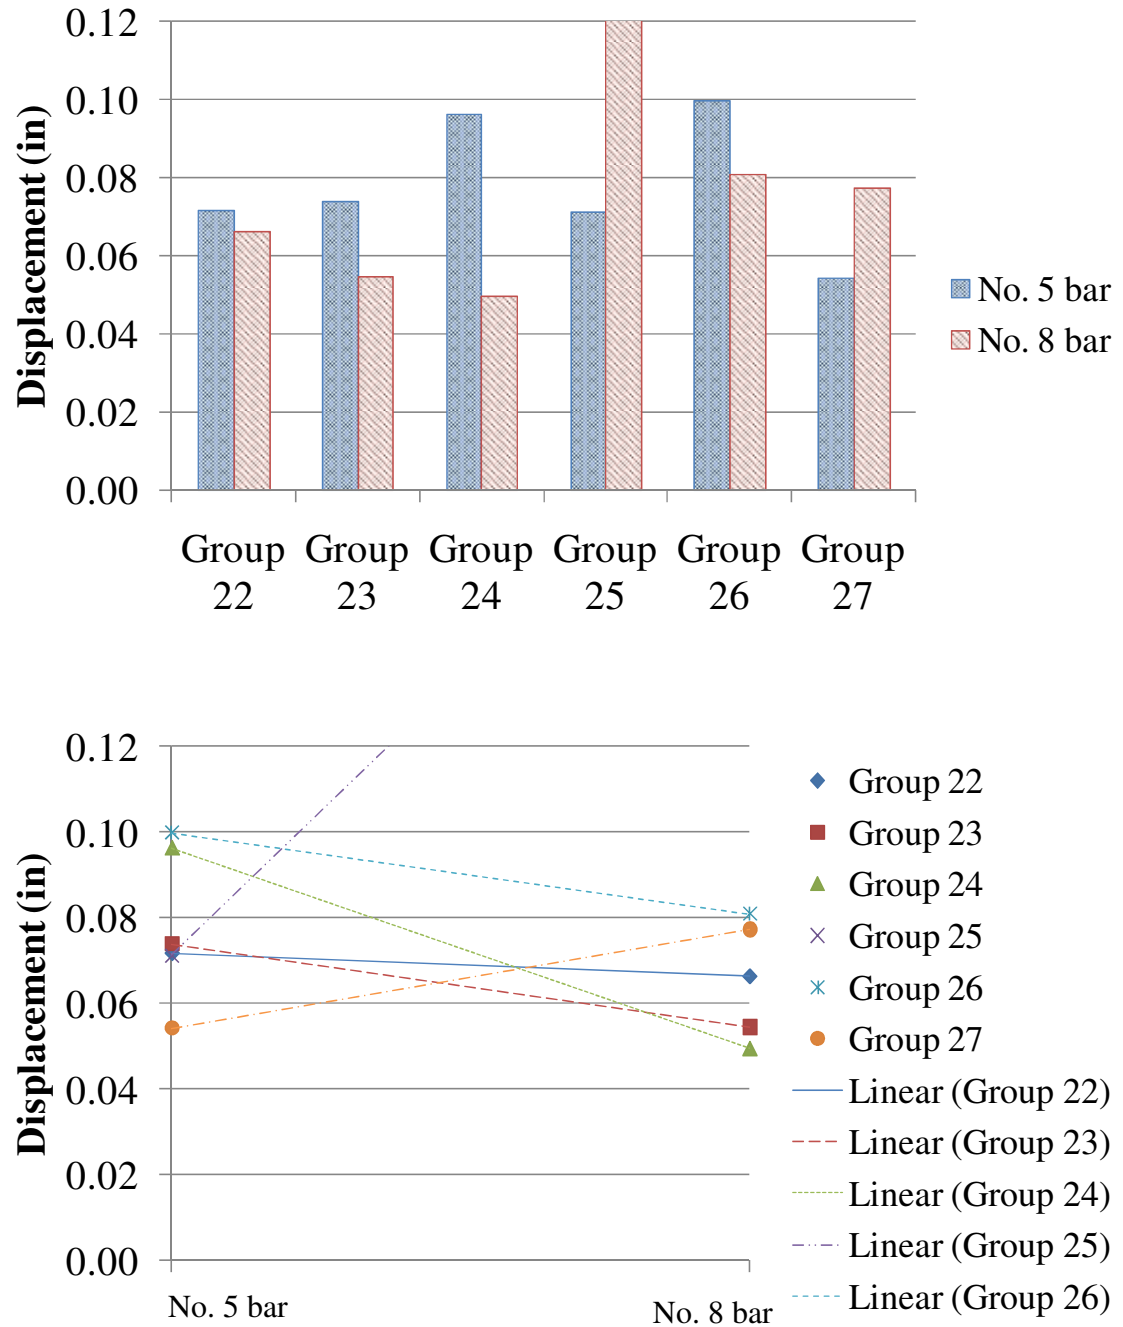 0.12
0.10
0.08
0.06
0.04
0.02
0.00
Displacement (in)
Group 22
Group 23
Group 24
Group 25
Group 26
Group 27
No. 5 bar
No. 8 bar
0.12
0.10
0.08
0.06
0.04
0.02
0.00
Displacement (in)
No. 5 bar
No. 8 bar
Group 22
Group 23
Group 24
Group 25
Group 26
Group 27
Linear (Group 22)
Linear (Group 23)
Linear (Group 24)
Linear (Group 25)
Linear (Group 26)